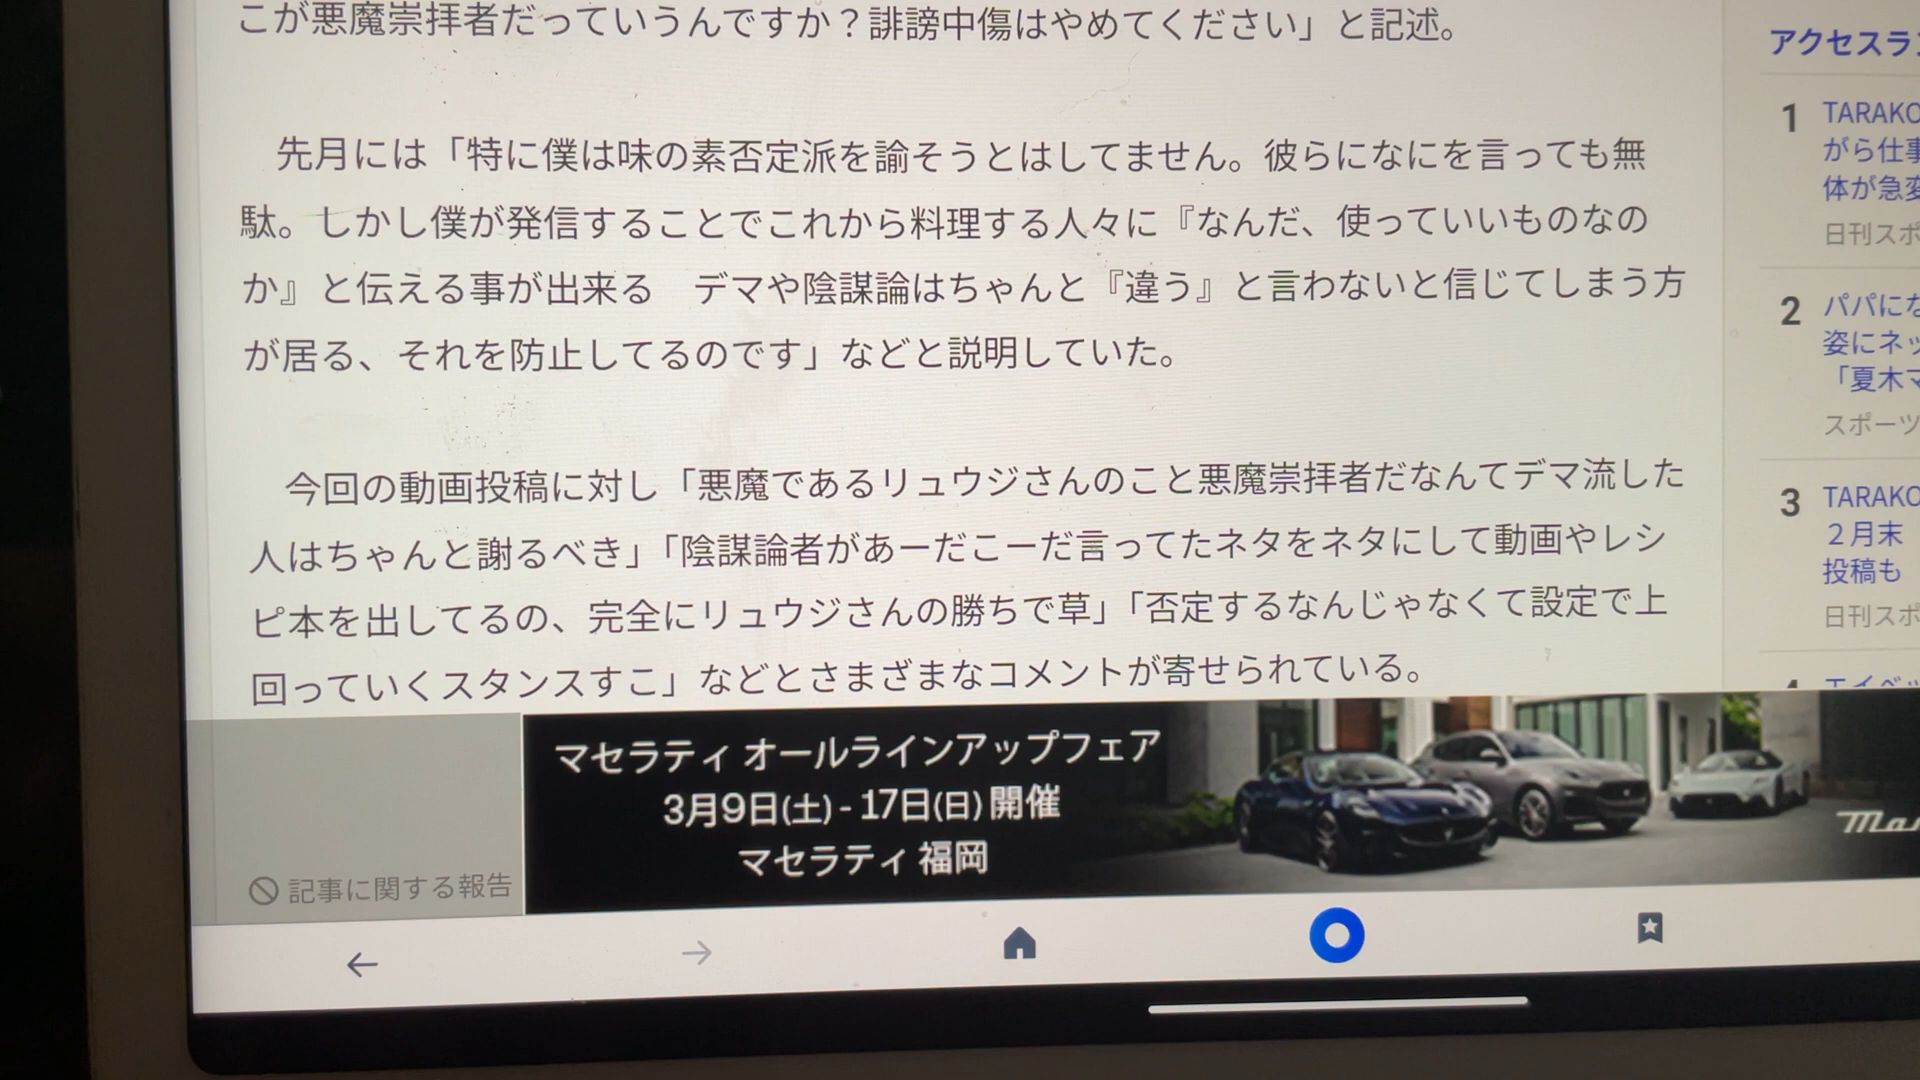 こが悪魔崇拝者だっていうんですか？誹謗中傷はやめてください」と記述。
先月には「特に僕は味の素否定派を諭そうとはしてません。彼らになにを言っても無
駄。しかし僕が発信することでこれから料理する人々に『なんだ、使っていいものなの
か』と伝える事が出来る　デマや陰謀論はちゃんと『違う』と言わないと信じてしまう方
が居る、それを防止してるのです」などと説明していた。
今回の動画投稿に対し「悪魔であるリュウジさんのこと悪魔崇拝者だなんてデマ流した
人はちゃんと謝るべき」「陰謀論者があーだこーだ言ってたネタをネタにして動画やレシ
ピ本を出してるの、完全にリュウジさんの勝ちで草」「否定するなんじゃなくて設定で上
回っていくスタンスすこ」などとさまざまなコメントが寄せられている。
アクセスラ
1
TARAKO
がら仕事
体が急変
日刊スポ
2
パパにな
姿にネッ
「夏木マ
スポーツ
3
TARAKO
２月末
投稿も
日刊スポ
エイベッ
マセラティ オールラインアップフェア
3月9日(土) - 17日(日) 開催
マセラティ 福岡
Mas
記事に関する報告